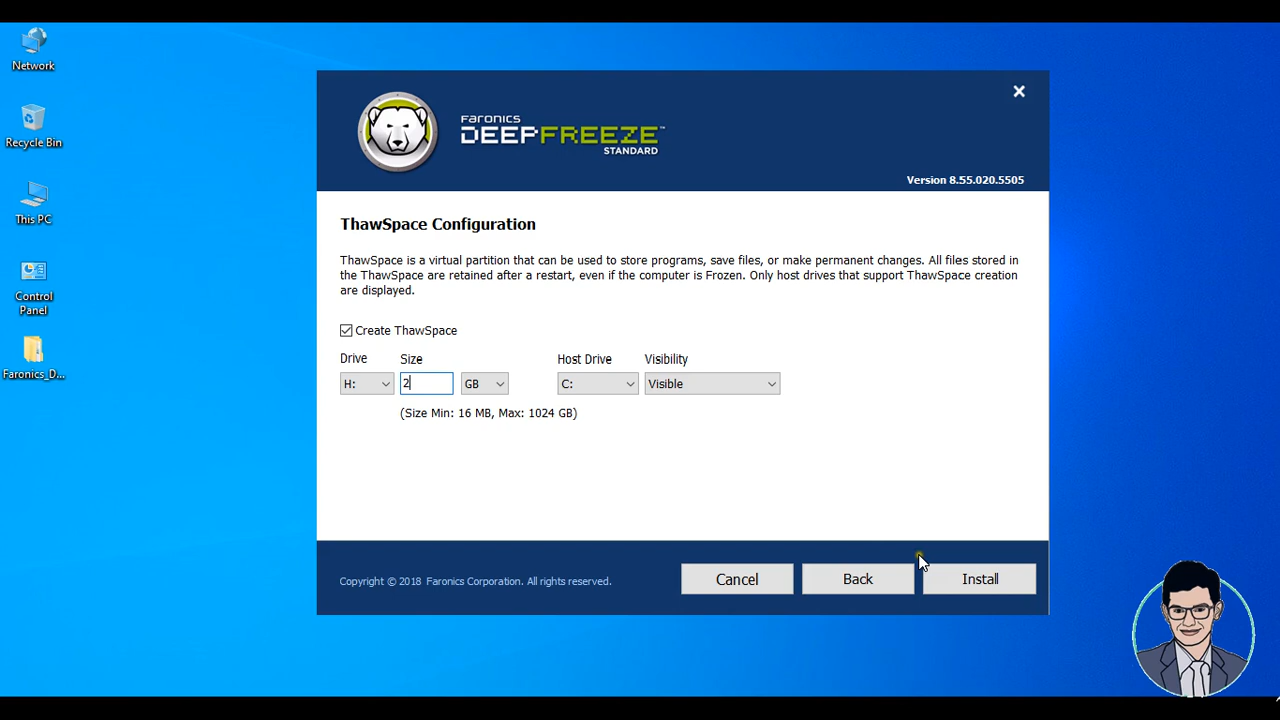 Network
Recycle Bin
This PC
Control
Panel
Faronics_D...
FARONICS
DEEPFREEZE™
STANDARD
Version 8.55.020.5505
ThawSpace Configuration
ThawSpace is a virtual partition that can be used to store programs, save files, or make permanent changes. All files stored in
the ThawSpace are retained after a restart, even if the computer is Frozen. Only host drives that support ThawSpace creation
are displayed.
Create ThawSpace
Drive Size Host Drive Visibility
H: 2 GB C: Visible
(Size Min: 16 MB, Max: 1024 GB)
Copyright © 2018 Faronics Corporation. All rights reserved.
Cancel Back Install